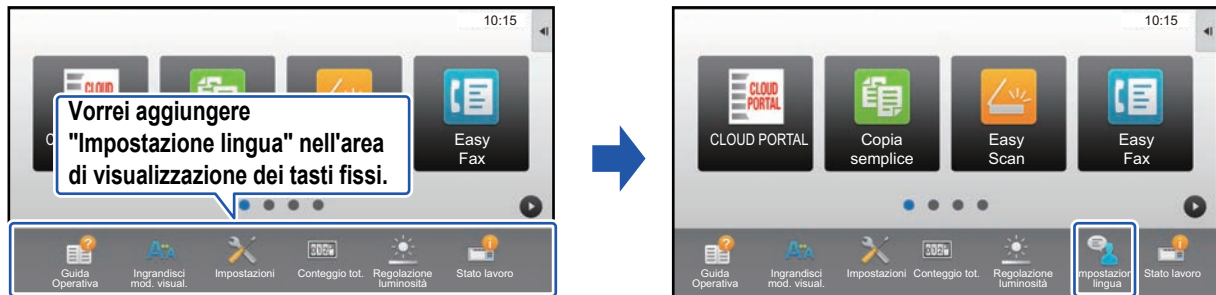 10:15
CLOUD
Vorrei aggiungere
"Impostazione lingua" nell'area
di visualizzazione dei tasti fissi.
Easy
Fax
Guida
Operativa
Ingrandisci
mod. visual.
Impostazioni
Conteggio tot.
Regolazione
luminosità
Stato lavoro
10:15
CLOUD
PORTAL
CLOUD PORTAL
Copia
semplice
Easy
Scan
Easy
Fax
Guida
Operativa
Ingrandisci
mod. visual.
Impostazioni
Conteggio tot.
Regolazione
luminosità
mpostazion
lingua
Stato lavoro